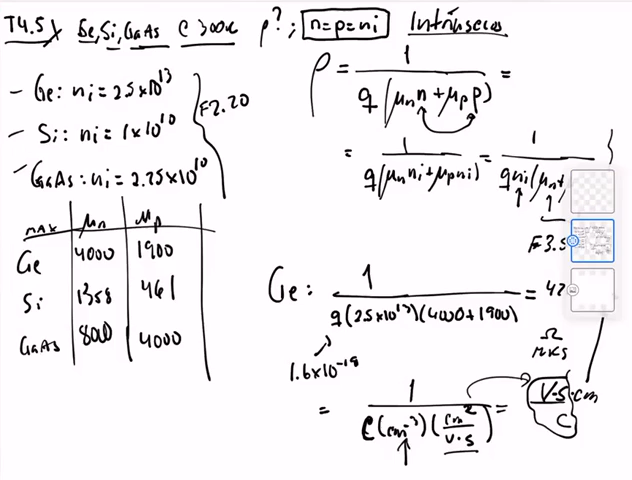 T4.5) Ge, Si, GaAs @ 300K ρ? ; n=p=ni Intrínsecos
- Ge: ni = 2.5×10^13
- Si: ni = 1×10^10
- GaAs: ni = 2.25×10^10
F2.20
ρ = 1 / q(μn n + μp p) =
= 1 / q(μn ni + μp ni) = 1 / q ni (μn +
F3.5
MAX | μn | μp
Ge | 4000 | 1900
Si | 1358 | 461
GaAs | 8000 | 4000
Ge: 1 / q(2.5×10^13)(4000+1900) = 42
1.6×10^-19
Ω
MKS
= 1 / C(cm^-3)(cm^2 / V·s) = V·s·cm / C